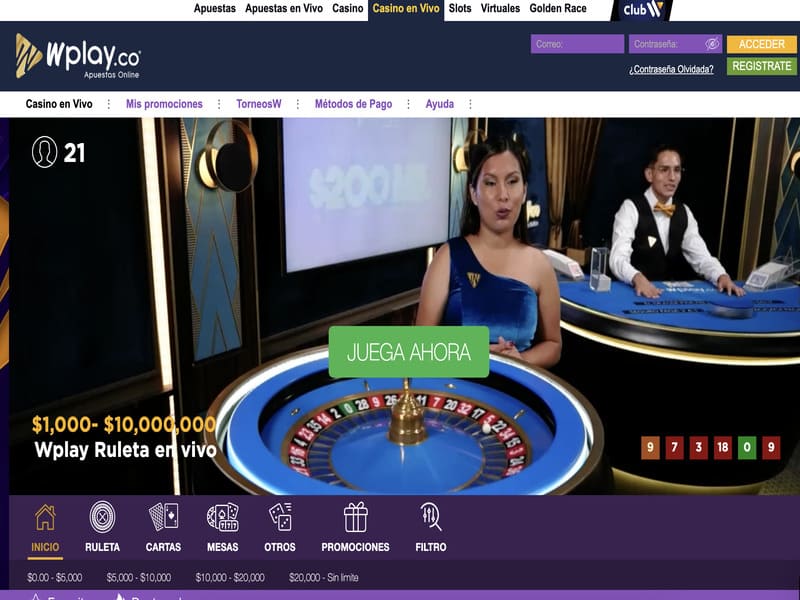 Apuestas Apuestas en Vivo Casino Casino en Vivo Slots Virtuales Golden Race club W
Wplay.co
Apuestas Online
Correo: Contraseña: ACCEDER
¿Contraseña Olvidada? REGISTRATE
Casino en Vivo Mis promociones TorneosW Métodos de Pago Ayuda
21
$200
JUEGA AHORA
$1,000- $10,000,000
Wplay Ruleta en vivo
9 7 3 18 0 9
INICIO RULETA CARTAS MESAS OTROS PROMOCIONES FILTRO
$0.00 - $5,000 $5,000 - $10,000 $10,000 - $20,000 $20,000 - Sin limite